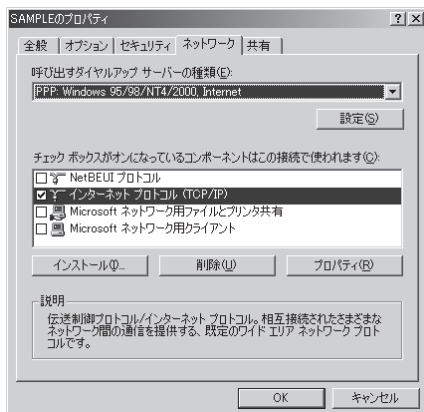 SAMPLEのプロパティ
全般 オプション セキュリティ ネットワーク 共有
呼び出すダイヤルアップ サーバーの種類(E):
PPP: Windows 95/98/NT4/2000, Internet
設定(S)
チェック ボックスがオンになっているコンポーネントはこの接続で使われます(C):
NetBEUI プロトコル
インターネット プロトコル (TCP/IP)
Microsoft ネットワーク用ファイルとプリンタ共有
Microsoft ネットワーク用クライアント
インストール(I)... 削除(U) プロパティ(R)
説明
伝送制御プロトコル/インターネット プロトコル。相互接続されたさまざまな
ネットワーク間の通信を提供する、既定のワイド エリア ネットワーク プロト
コルです。
OK キャンセル